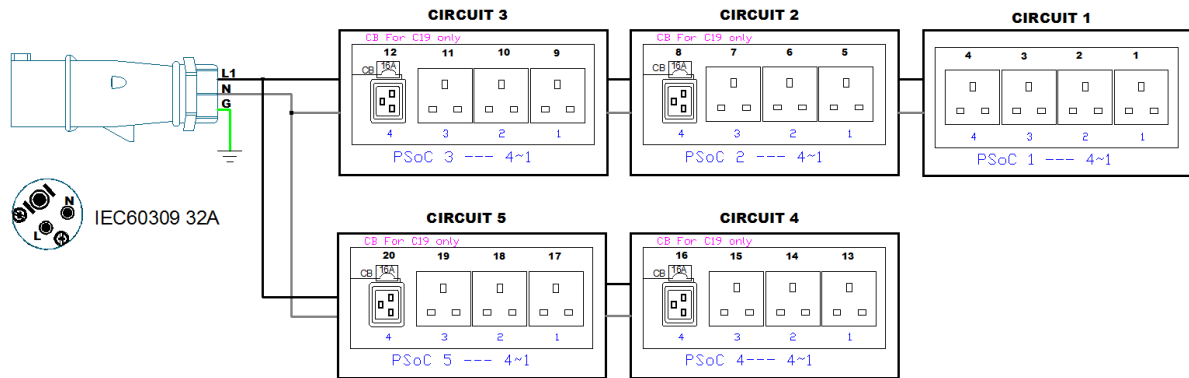 CIRCUIT 3
CIRCUIT 2
CIRCUIT 1
CB For C19 only
CB For C19 only
12 11 10 9
8 7 6 5
4 3 2 1
CB 16A
CB 16A
L1
N
G
4 3 2 1
4 3 2 1
4 3 2 1
PSoC 3 --- 4~1
PSoC 2 --- 4~1
PSoC 1 --- 4~1
N
L
IEC60309 32A
CIRCUIT 5
CIRCUIT 4
CB For C19 only
CB For C19 only
20 19 18 17
16 15 14 13
CB 16A
CB 16A
4 3 2 1
4 3 2 1
PSoC 5 --- 4~1
PSoC 4--- 4~1